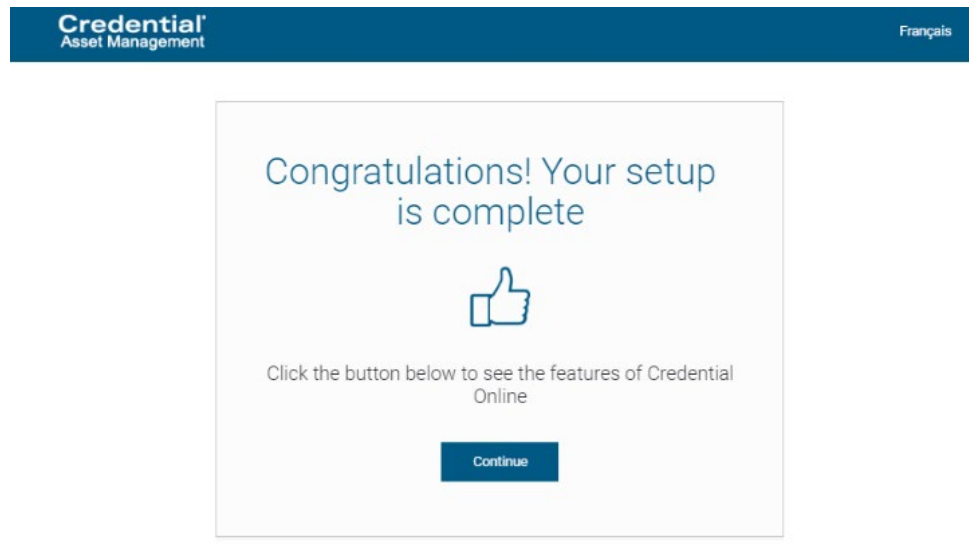 Credential®
Asset Management
Français
Congratulations! Your setup
is complete
Click the button below to see the features of Credential
Online
Continue